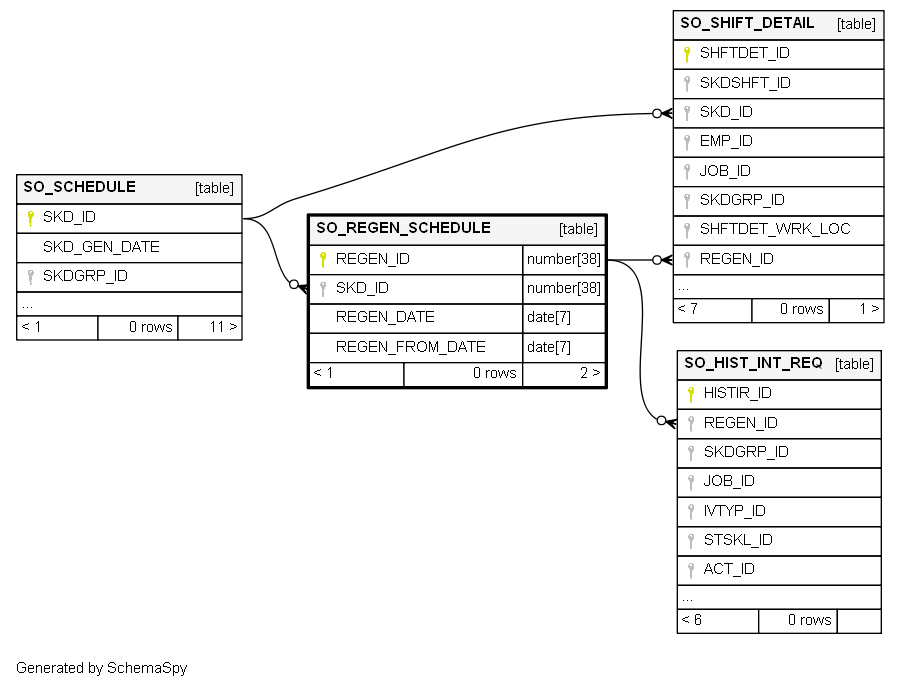 SO_SCHEDULE [table]
SKD_ID
SKD_GEN_DATE
SKDGRP_ID
...
< 1 0 rows 11 >
SO_REGEN_SCHEDULE [table]
REGEN_ID number[38]
SKD_ID number[38]
REGEN_DATE date[7]
REGEN_FROM_DATE date[7]
< 1 0 rows 2 >
SO_SHIFT_DETAIL [table]
SHFTDET_ID
SKDSHFT_ID
SKD_ID
EMP_ID
JOB_ID
SKDGRP_ID
SHFTDET_WRK_LOC
REGEN_ID
...
< 7 0 rows 1 >
SO_HIST_INT_REQ [table]
HISTIR_ID
REGEN_ID
SKDGRP_ID
JOB_ID
IVTYP_ID
STSKL_ID
ACT_ID
...
< 6 0 rows
Generated by SchemaSpy